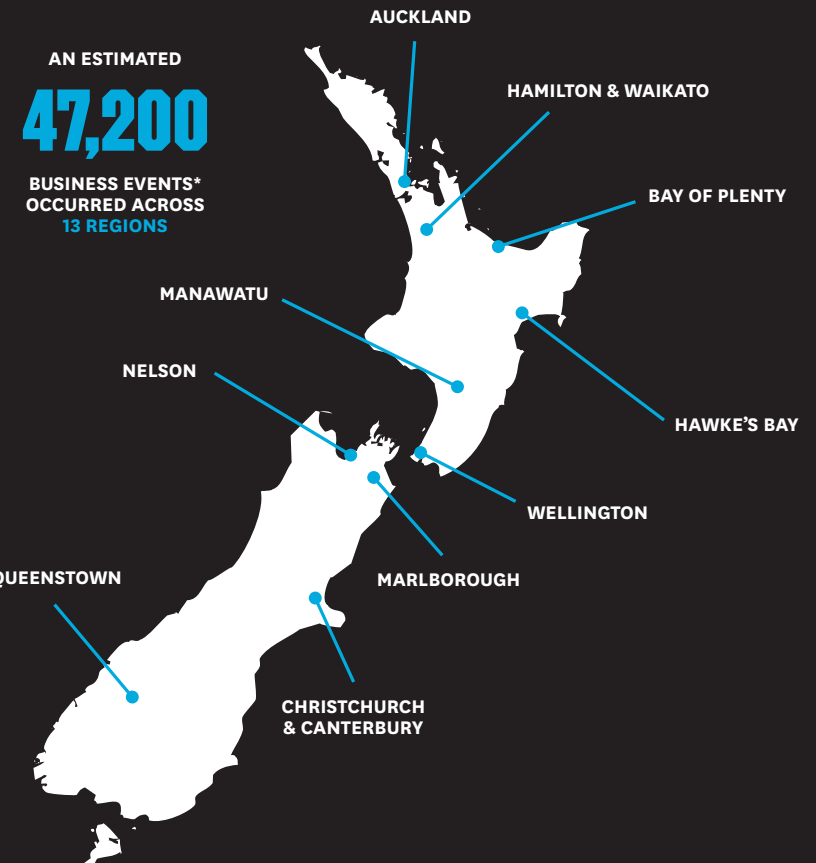 AUCKLAND
AN ESTIMATED
47,200
BUSINESS EVENTS*
OCCURRED ACROSS
13 REGIONS
HAMILTON & WAIKATO
BAY OF PLENTY
MANAWATU
NELSON
HAWKE’S BAY
WELLINGTON
QUEENSTOWN
MARLBOROUGH
CHRISTCHURCH
& CANTERBURY